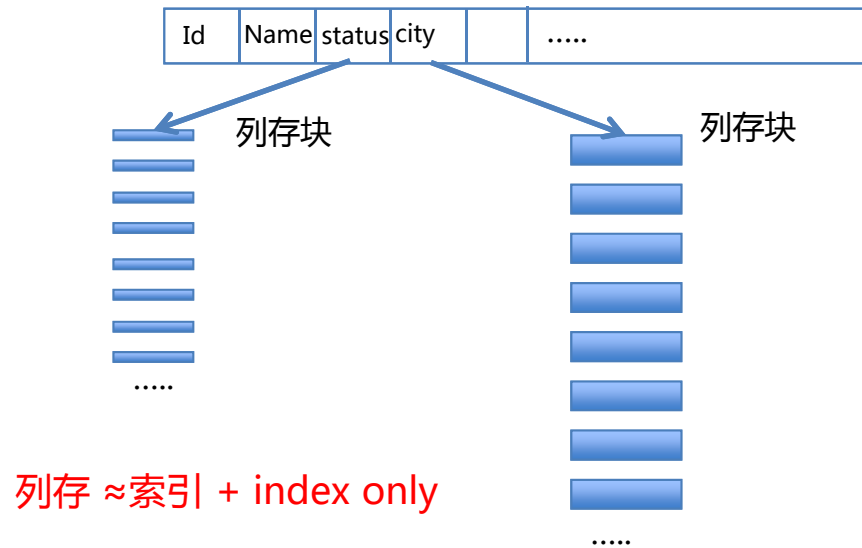 Id Name status city .....
列存块
列存块
.....
列存 ≈索引 + index only
.....